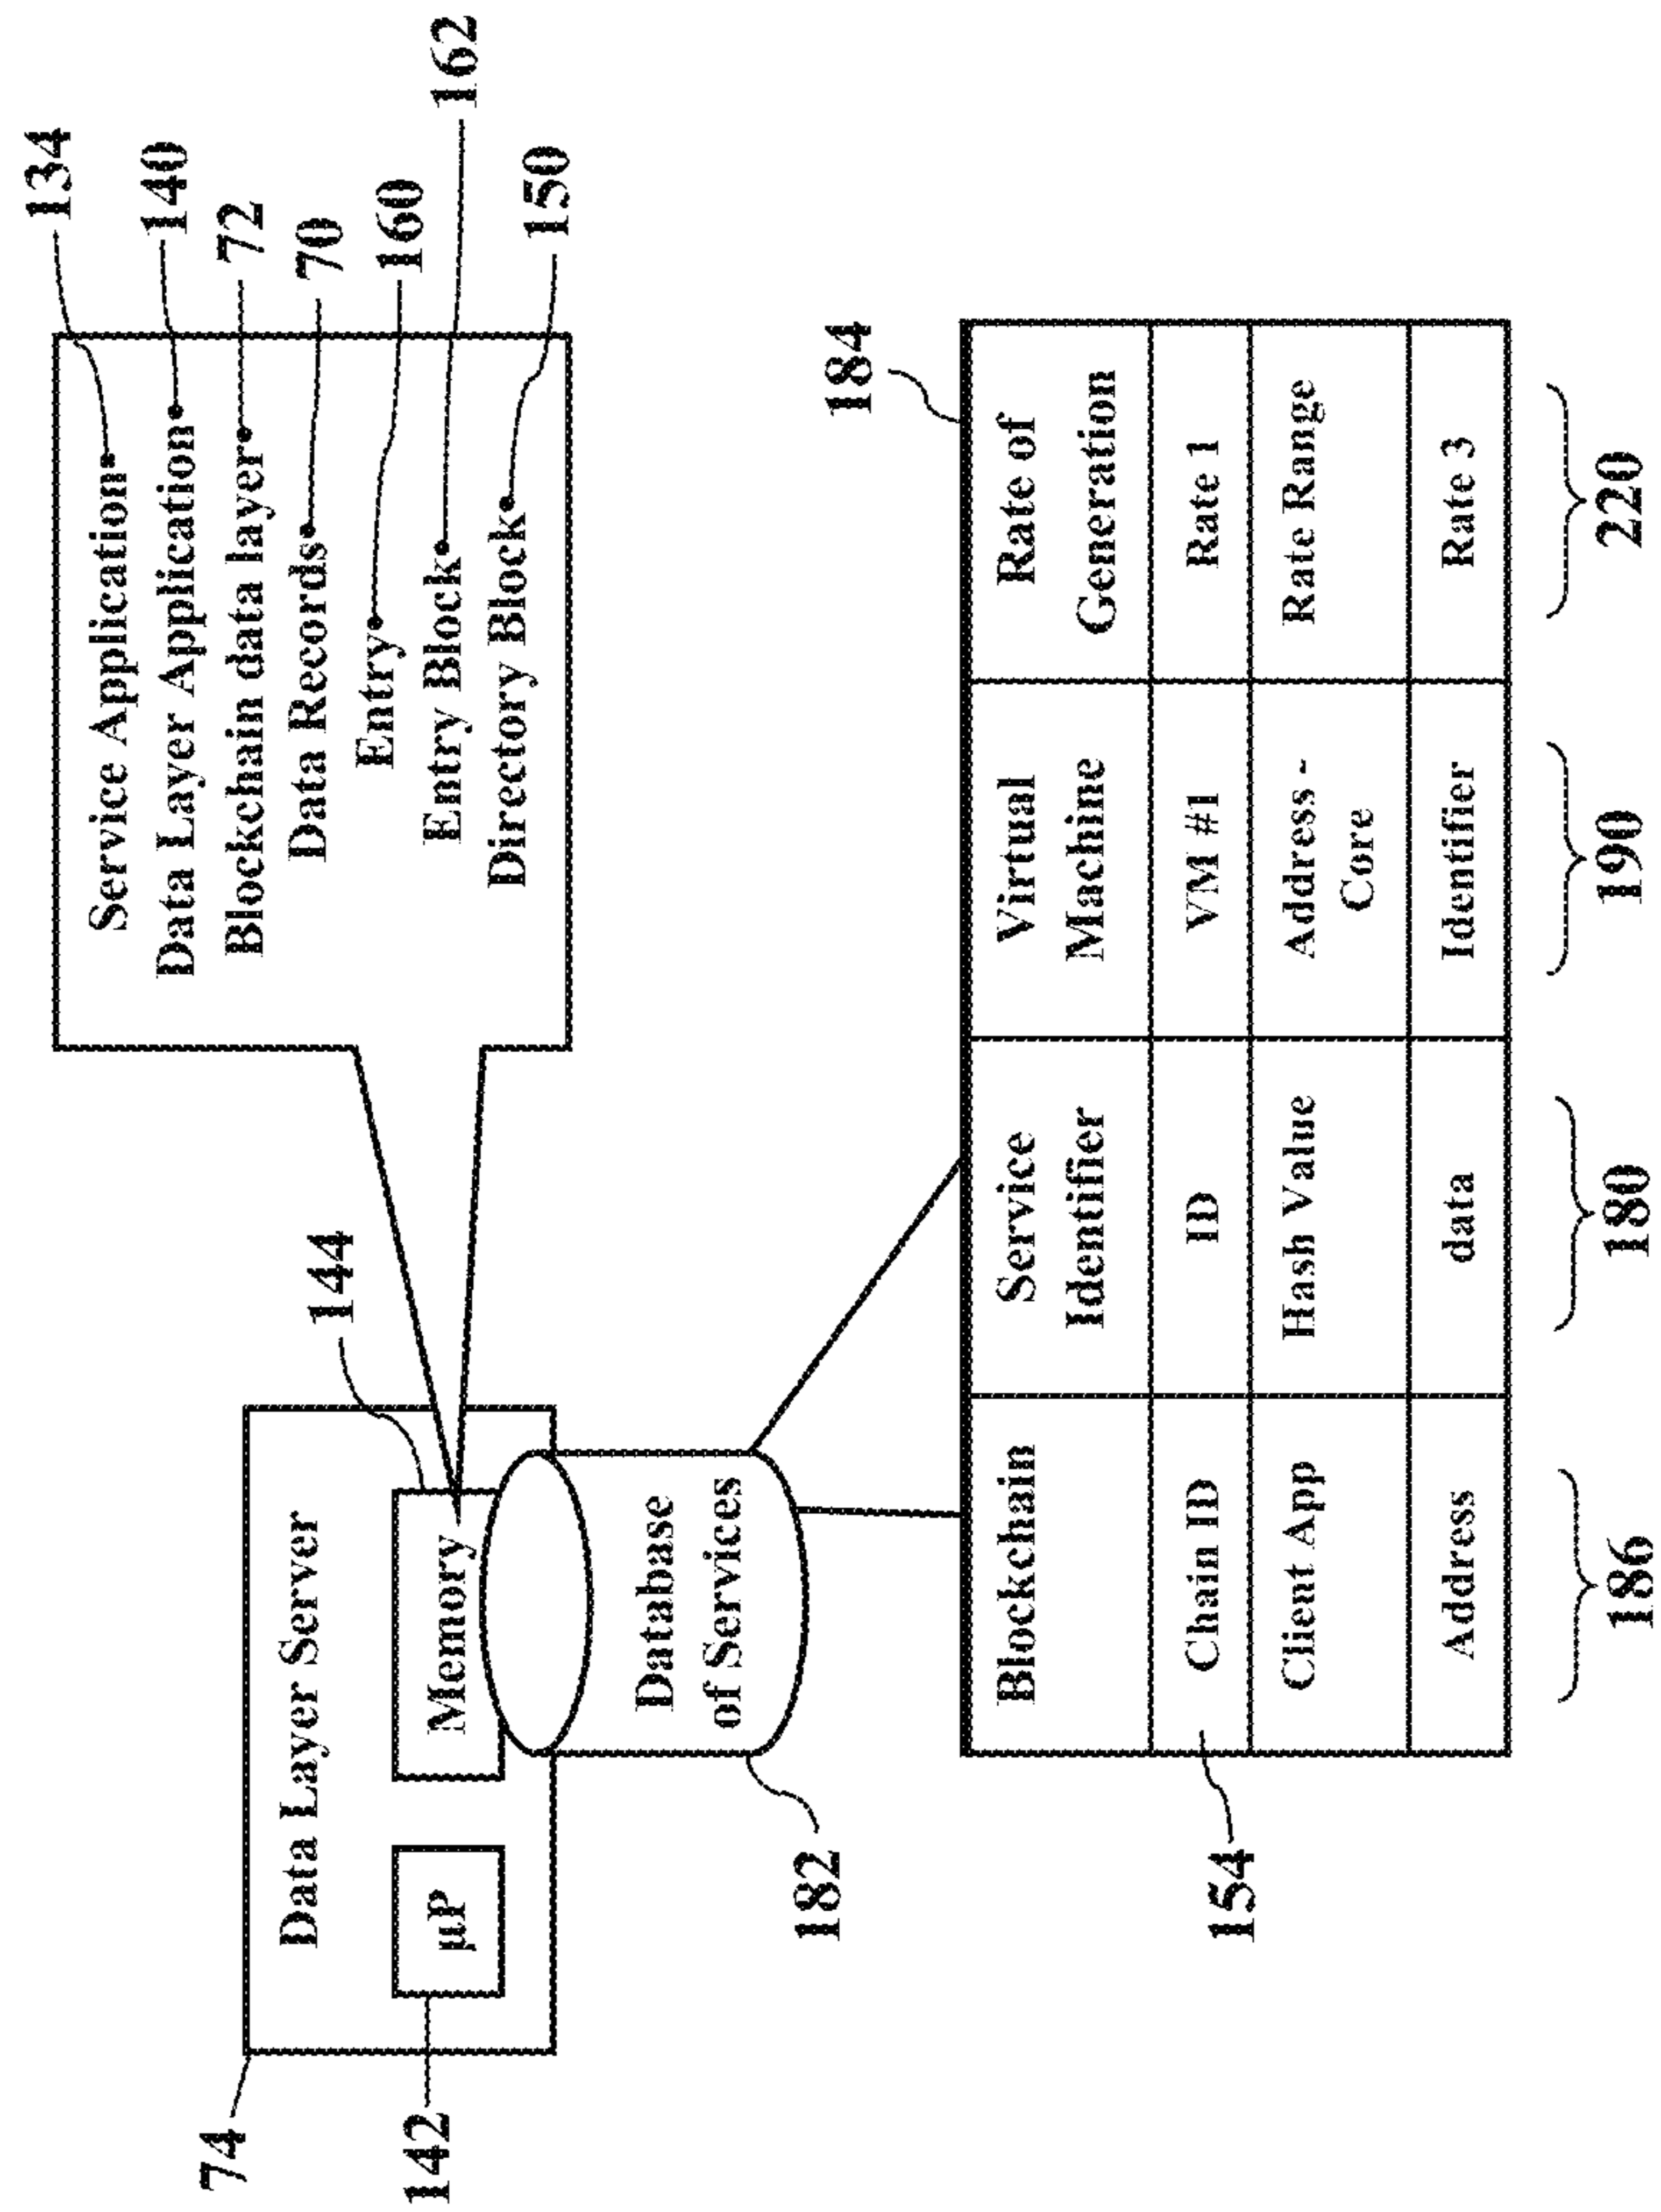 74
Data Layer Server
142
µP
Memory
144
Service Application
134
Data Layer Application
140
Blockchain data layer
72
Data Records
70
Entry
160
Entry Block
162
Directory Block
150
Database
of Services
182
184
Blockchain
Service
Identifier
Virtual
Machine
Rate of
Generation
Chain ID
ID
VM #1
Rate 1
Client App
Hash Value
Address -
Core
Rate Range
Address
data
Identifier
Rate 3
154
186
180
190
220